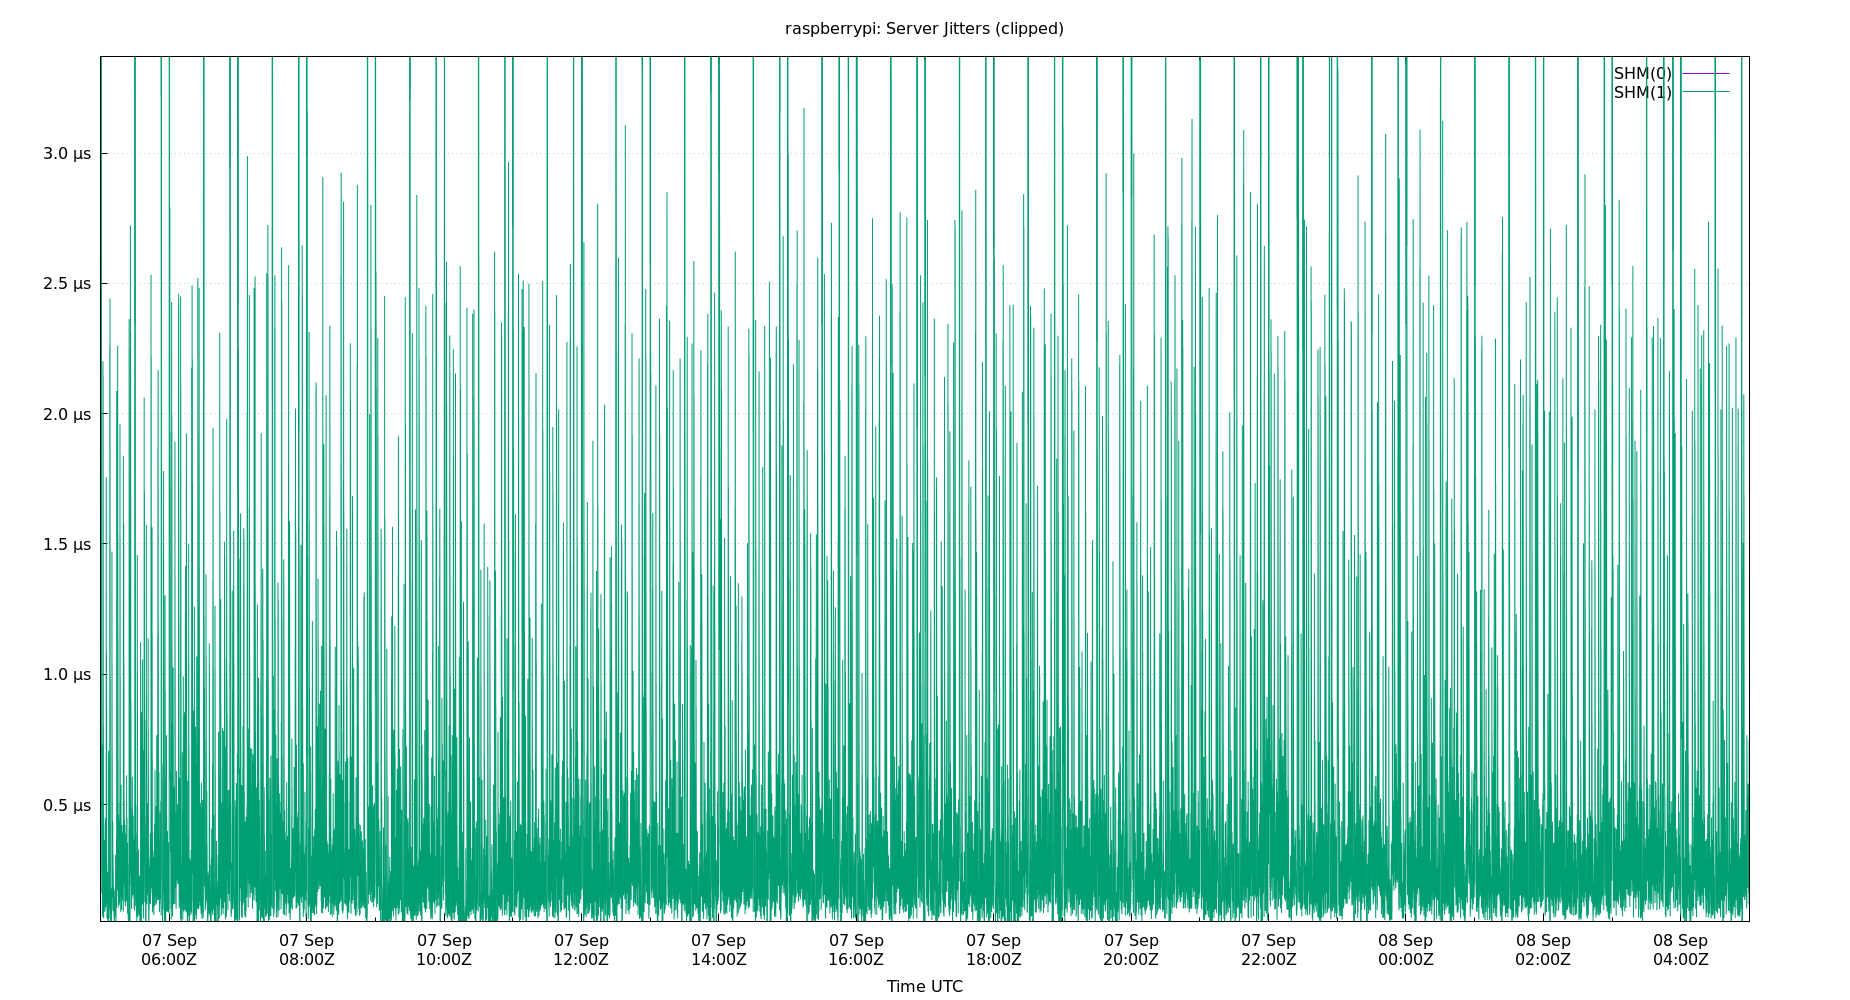 raspberrypi: Server Jitters (clipped)
SHM(0)
SHM(1)
3.0 μs
2.5 μs
2.0 μs
1.5 μs
1.0 μs
0.5 μs
07 Sep 07 Sep 07 Sep 07 Sep 07 Sep 07 Sep 07 Sep 07 Sep 07 Sep 08 Sep 08 Sep 08 Sep
06:00Z 08:00Z 10:00Z 12:00Z 14:00Z 16:00Z 18:00Z 20:00Z 22:00Z 00:00Z 02:00Z 04:00Z
Time UTC